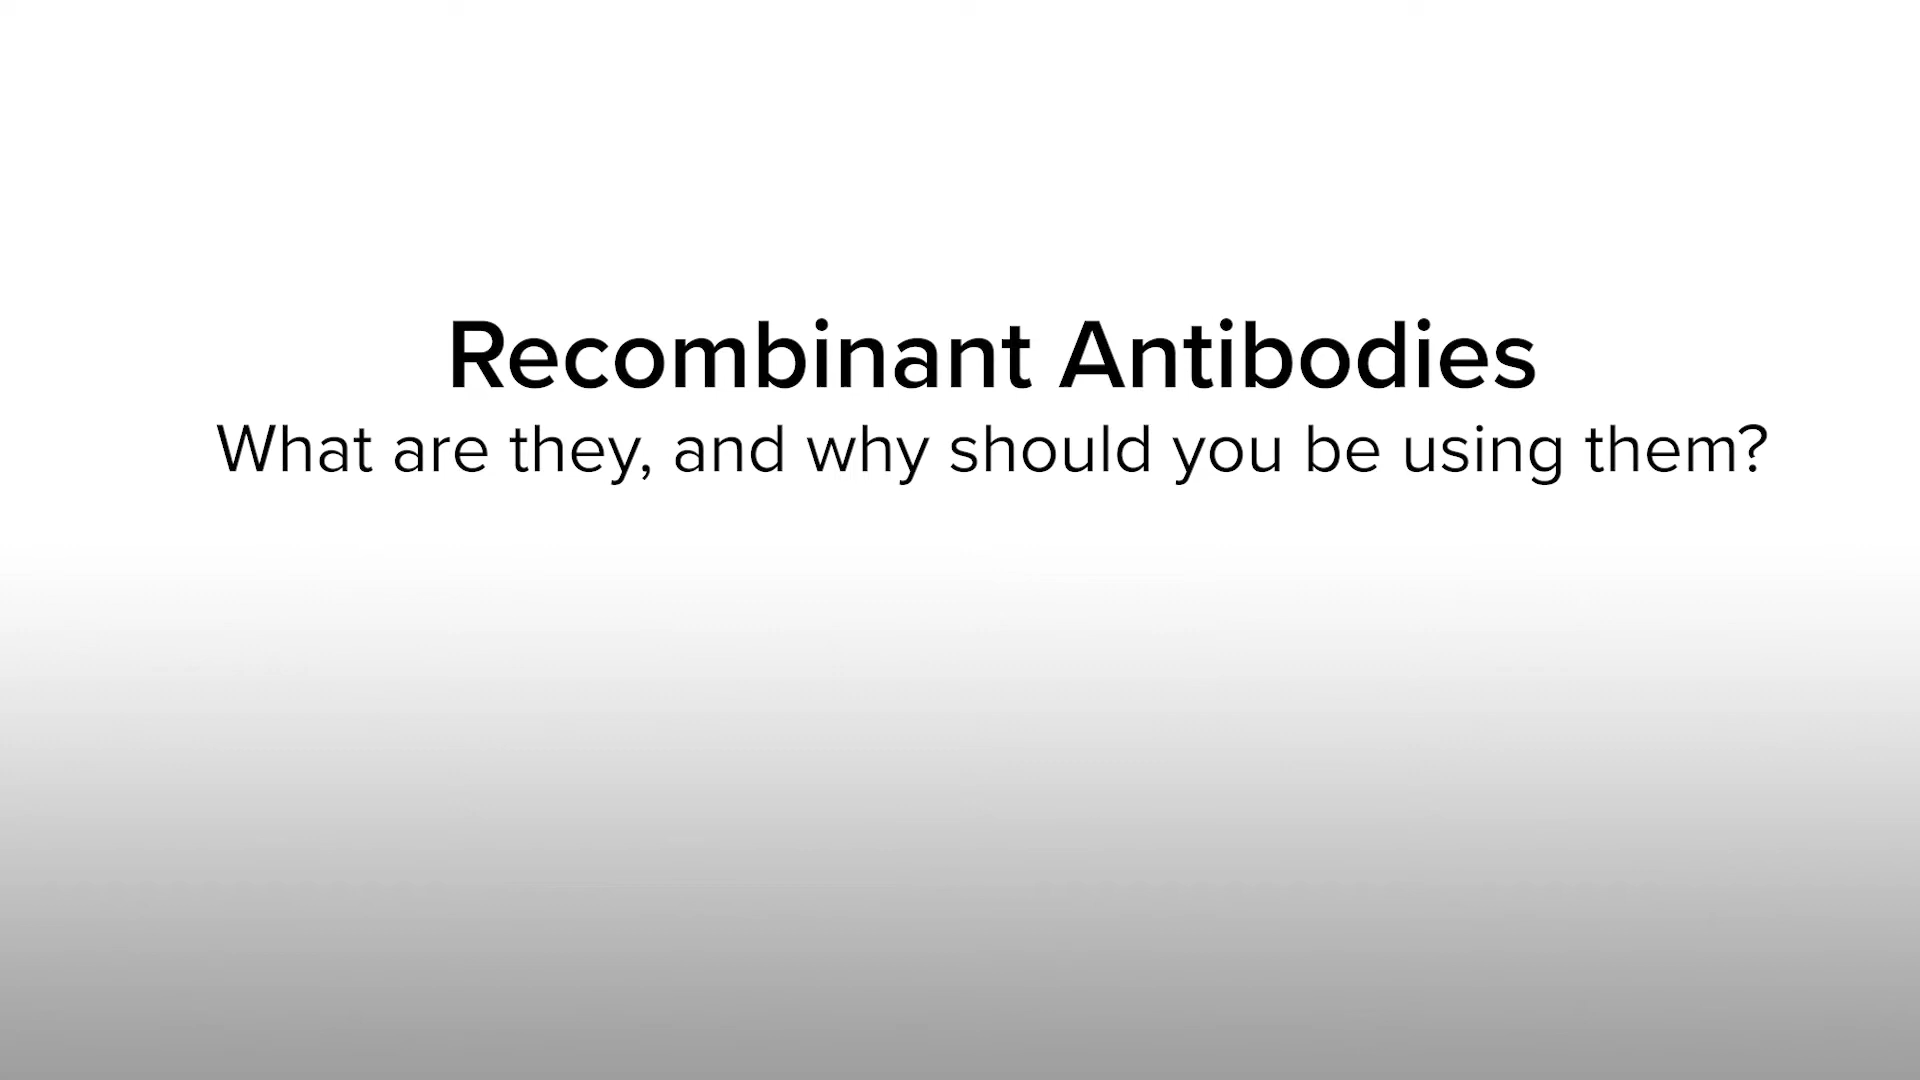 Recombinant Antibodies
What are they, and why should you be using them?